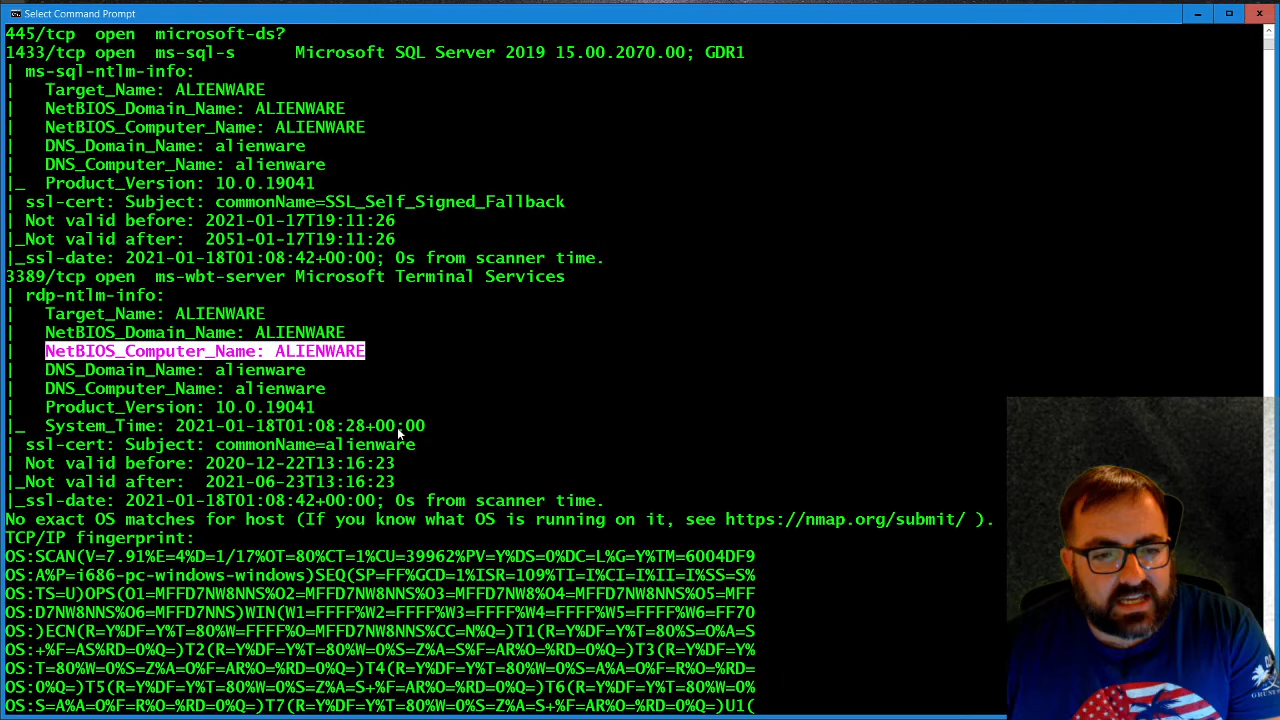 Select Command Prompt
445/tcp  open  microsoft-ds?
1433/tcp open  ms-sql-s      Microsoft SQL Server 2019 15.00.2070.00; GDR1
| ms-sql-ntlm-info:
|   Target_Name: ALIENWARE
|   NetBIOS_Domain_Name: ALIENWARE
|   NetBIOS_Computer_Name: ALIENWARE
|   DNS_Domain_Name: alienware
|   DNS_Computer_Name: alienware
|_  Product_Version: 10.0.19041
| ssl-cert: Subject: commonName=SSL_Self_Signed_Fallback
| Not valid before: 2021-01-17T19:11:26
|_Not valid after:  2051-01-17T19:11:26
|_ssl-date: 2021-01-18T01:08:42+00:00; 0s from scanner time.
3389/tcp open  ms-wbt-server Microsoft Terminal Services
| rdp-ntlm-info:
|   Target_Name: ALIENWARE
|   NetBIOS_Domain_Name: ALIENWARE
|   NetBIOS_Computer_Name: ALIENWARE
|   DNS_Domain_Name: alienware
|   DNS_Computer_Name: alienware
|   Product_Version: 10.0.19041
|_  System_Time: 2021-01-18T01:08:28+00:00
| ssl-cert: Subject: commonName=alienware
| Not valid before: 2020-12-22T13:16:23
|_Not valid after:  2021-06-23T13:16:23
|_ssl-date: 2021-01-18T01:08:42+00:00; 0s from scanner time.
No exact OS matches for host (If you know what OS is running on it, see https://nmap.org/submit/ ).
TCP/IP fingerprint:
OS:SCAN(V=7.91%E=4%D=1/17%OT=80%CT=1%CU=39962%PV=Y%DS=0%DC=L%G=Y%TM=6004DF9
OS:A%P=i686-pc-windows-windows)SEQ(SP=FF%GCD=1%ISR=109%TI=I%CI=I%II=I%SS=S%
OS:TS=U)OPS(O1=MFFD7NW8NNS%O2=MFFD7NW8NNS%O3=MFFD7NW8%O4=MFFD7NW8NNS%O5=MFF
OS:D7NW8NNS%O6=MFFD7NNS)WIN(W1=FFFF%W2=FFFF%W3=FFFF%W4=FFFF%W5=FFFF%W6=FF70
OS:)ECN(R=Y%DF=Y%T=80%W=FFFF%O=MFFD7NW8NNS%CC=N%Q=)T1(R=Y%DF=Y%T=80%S=O%A=S
OS:+%F=AS%RD=0%Q=)T2(R=Y%DF=Y%T=80%W=0%S=Z%A=S%F=AR%O=%RD=0%Q=)T3(R=Y%DF=Y%
OS:T=80%W=0%S=Z%A=O%F=AR%O=%RD=0%Q=)T4(R=Y%DF=Y%T=80%W=0%S=A%A=O%F=R%O=%RD=
OS:0%Q=)T5(R=Y%DF=Y%T=80%W=0%S=Z%A=S+%F=AR%O=%RD=0%Q=)T6(R=Y%DF=Y%T=80%W=0%
OS:S=A%A=O%F=R%O=%RD=0%Q=)T7(R=Y%DF=Y%T=80%W=0%S=Z%A=S+%F=AR%O=%RD=0%Q=)U1(